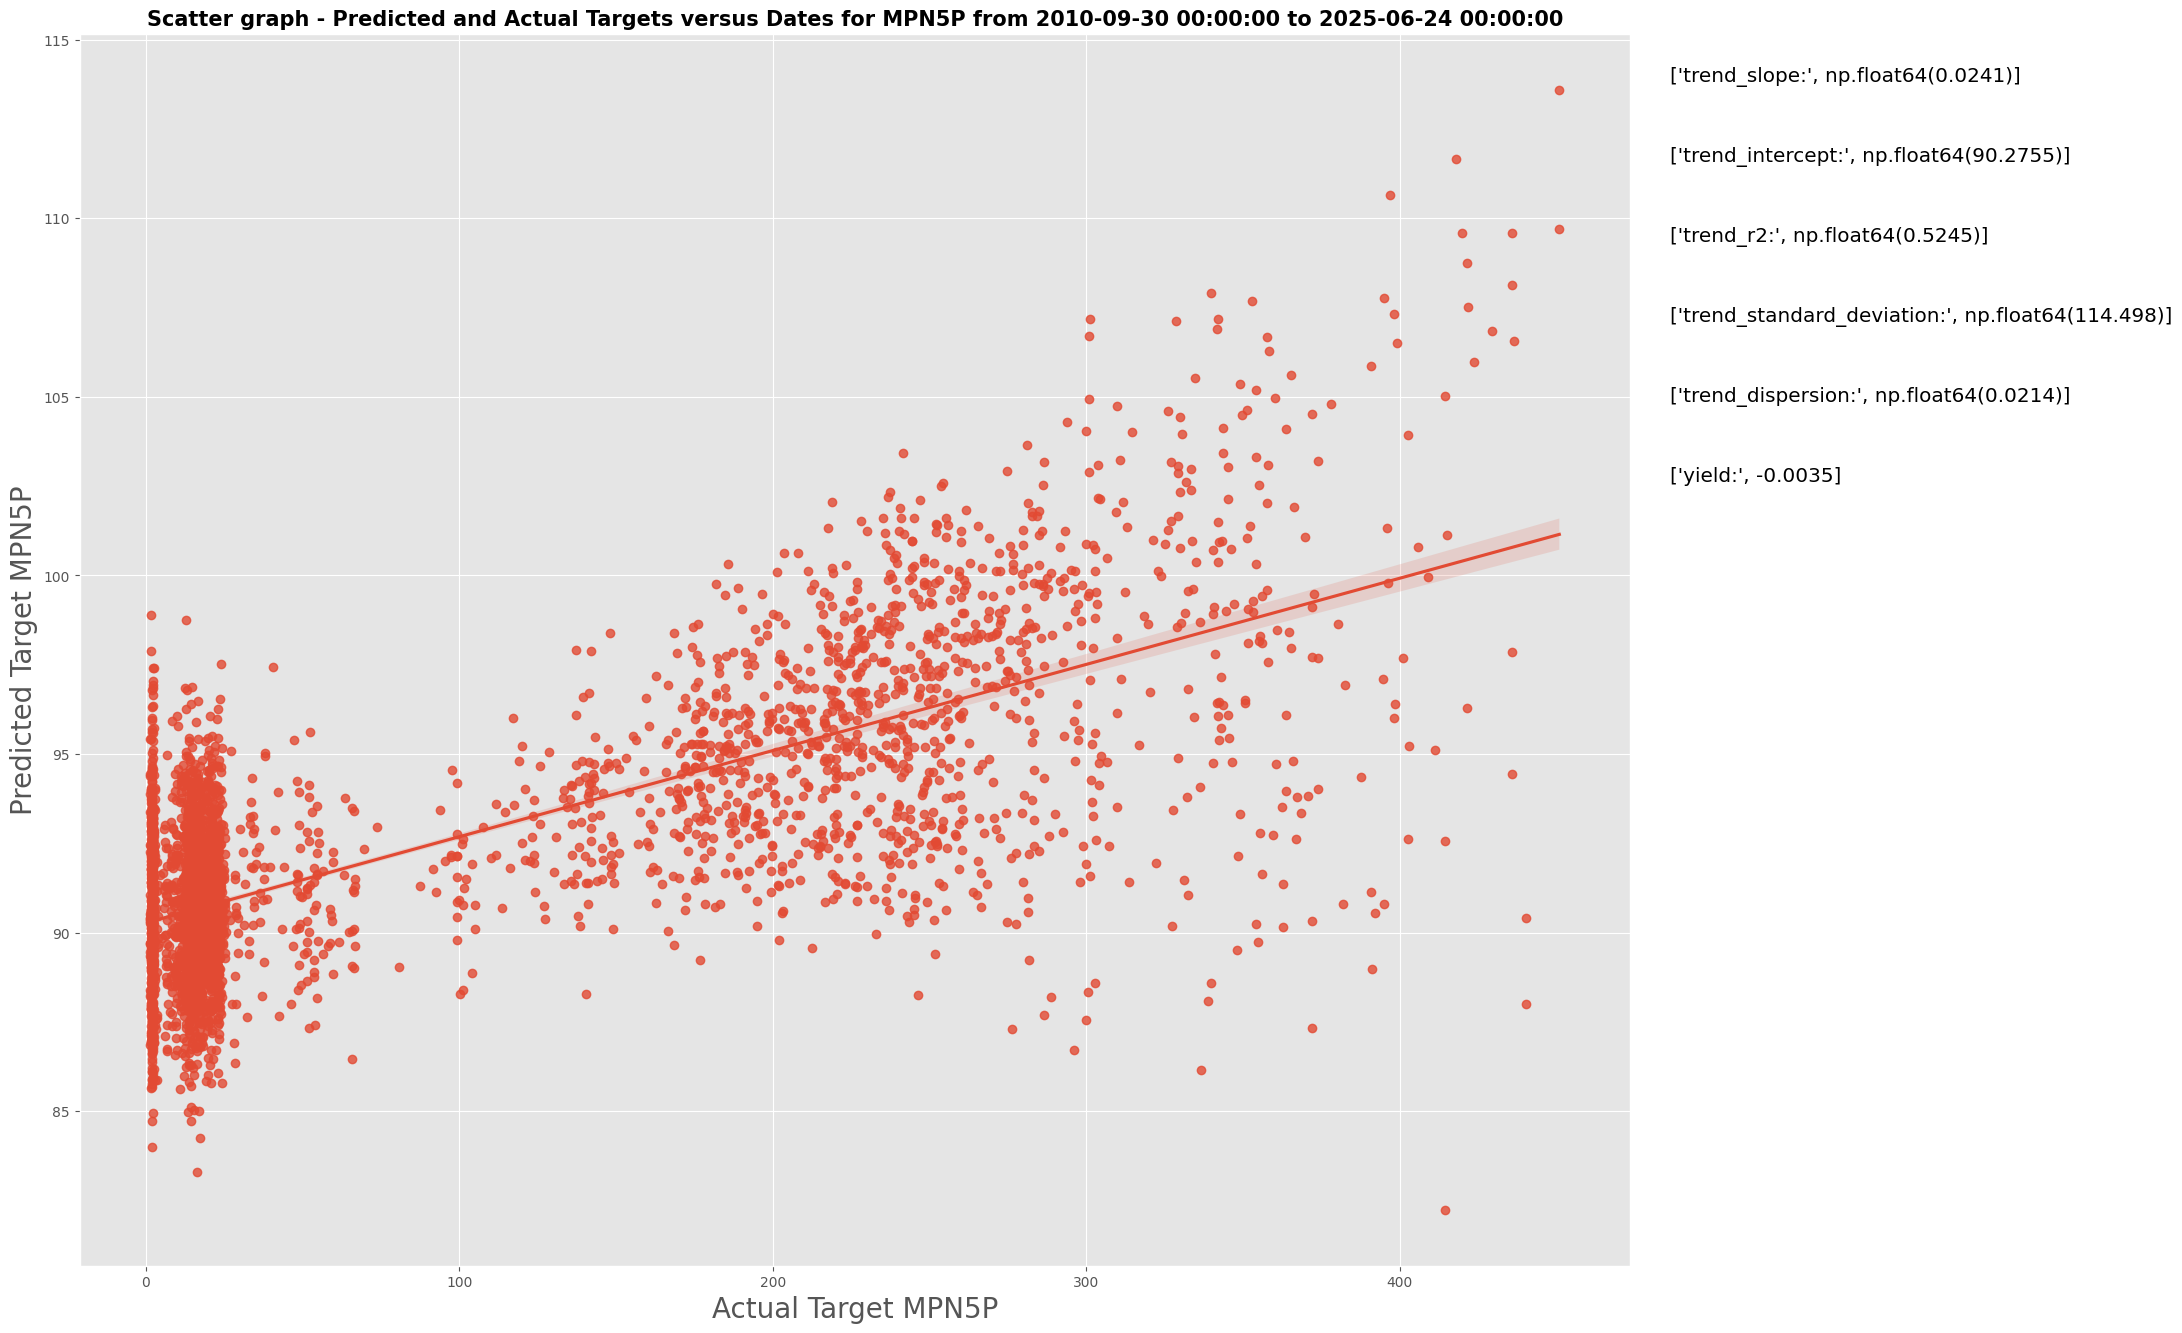 Scatter graph - Predicted and Actual Targets versus Dates for MPN5P from 2010-09-30 00:00:00 to 2025-06-24 00:00:00
['trend_slope:', np.float64(0.0241)]
['trend_intercept:', np.float64(90.2755)]
['trend_r2:', np.float64(0.5245)]
['trend_standard_deviation:', np.float64(114.498)]
['trend_dispersion:', np.float64(0.0214)]
['yield:', -0.0035]
Predicted Target MPN5P
115
110
105
100
95
90
85
0 100 200 300 400
Actual Target MPN5P